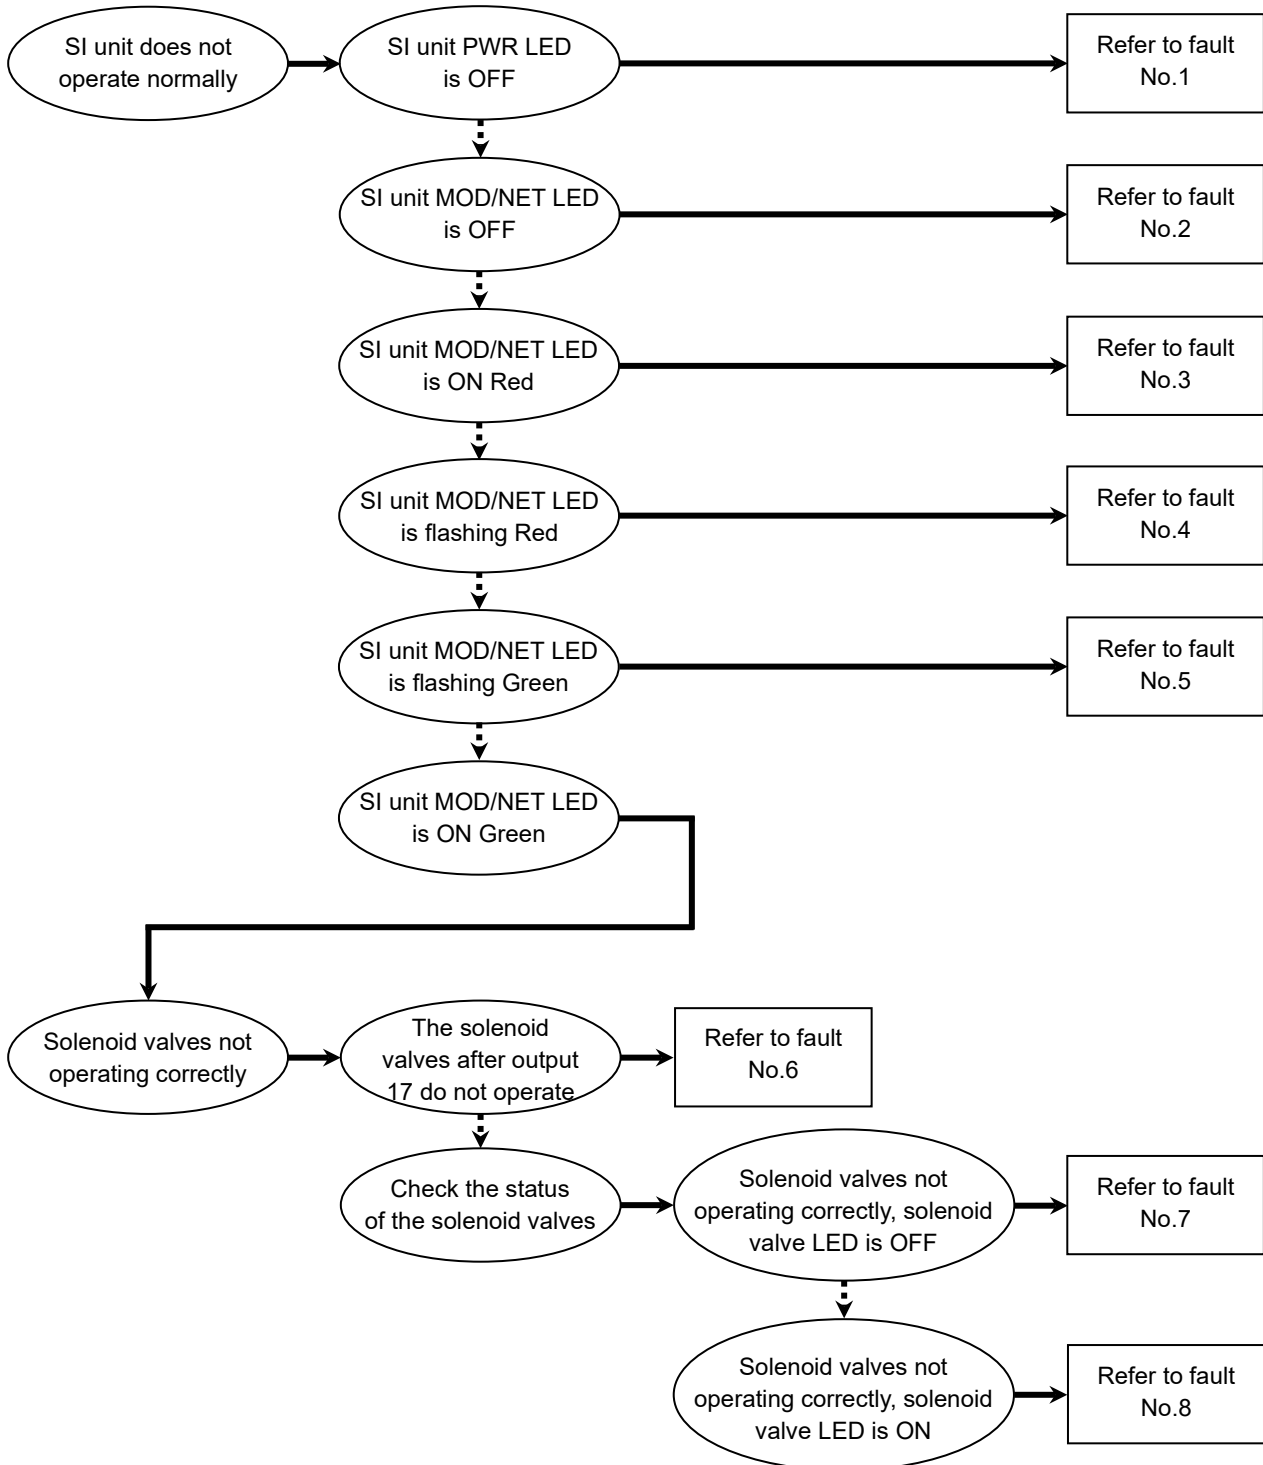 SI unit does not
operate normally
SI unit PWR LED
is OFF
Refer to fault
No.1
SI unit MOD/NET LED
is OFF
Refer to fault
No.2
SI unit MOD/NET LED
is ON Red
Refer to fault
No.3
SI unit MOD/NET LED
is flashing Red
Refer to fault
No.4
SI unit MOD/NET LED
is flashing Green
Refer to fault
No.5
SI unit MOD/NET LED
is ON Green
Solenoid valves not
operating correctly
The solenoid
valves after output
17 do not operate
Refer to fault
No.6
Check the status
of the solenoid valves
Solenoid valves not
operating correctly, solenoid
valve LED is OFF
Refer to fault
No.7
Solenoid valves not
operating correctly, solenoid
valve LED is ON
Refer to fault
No.8